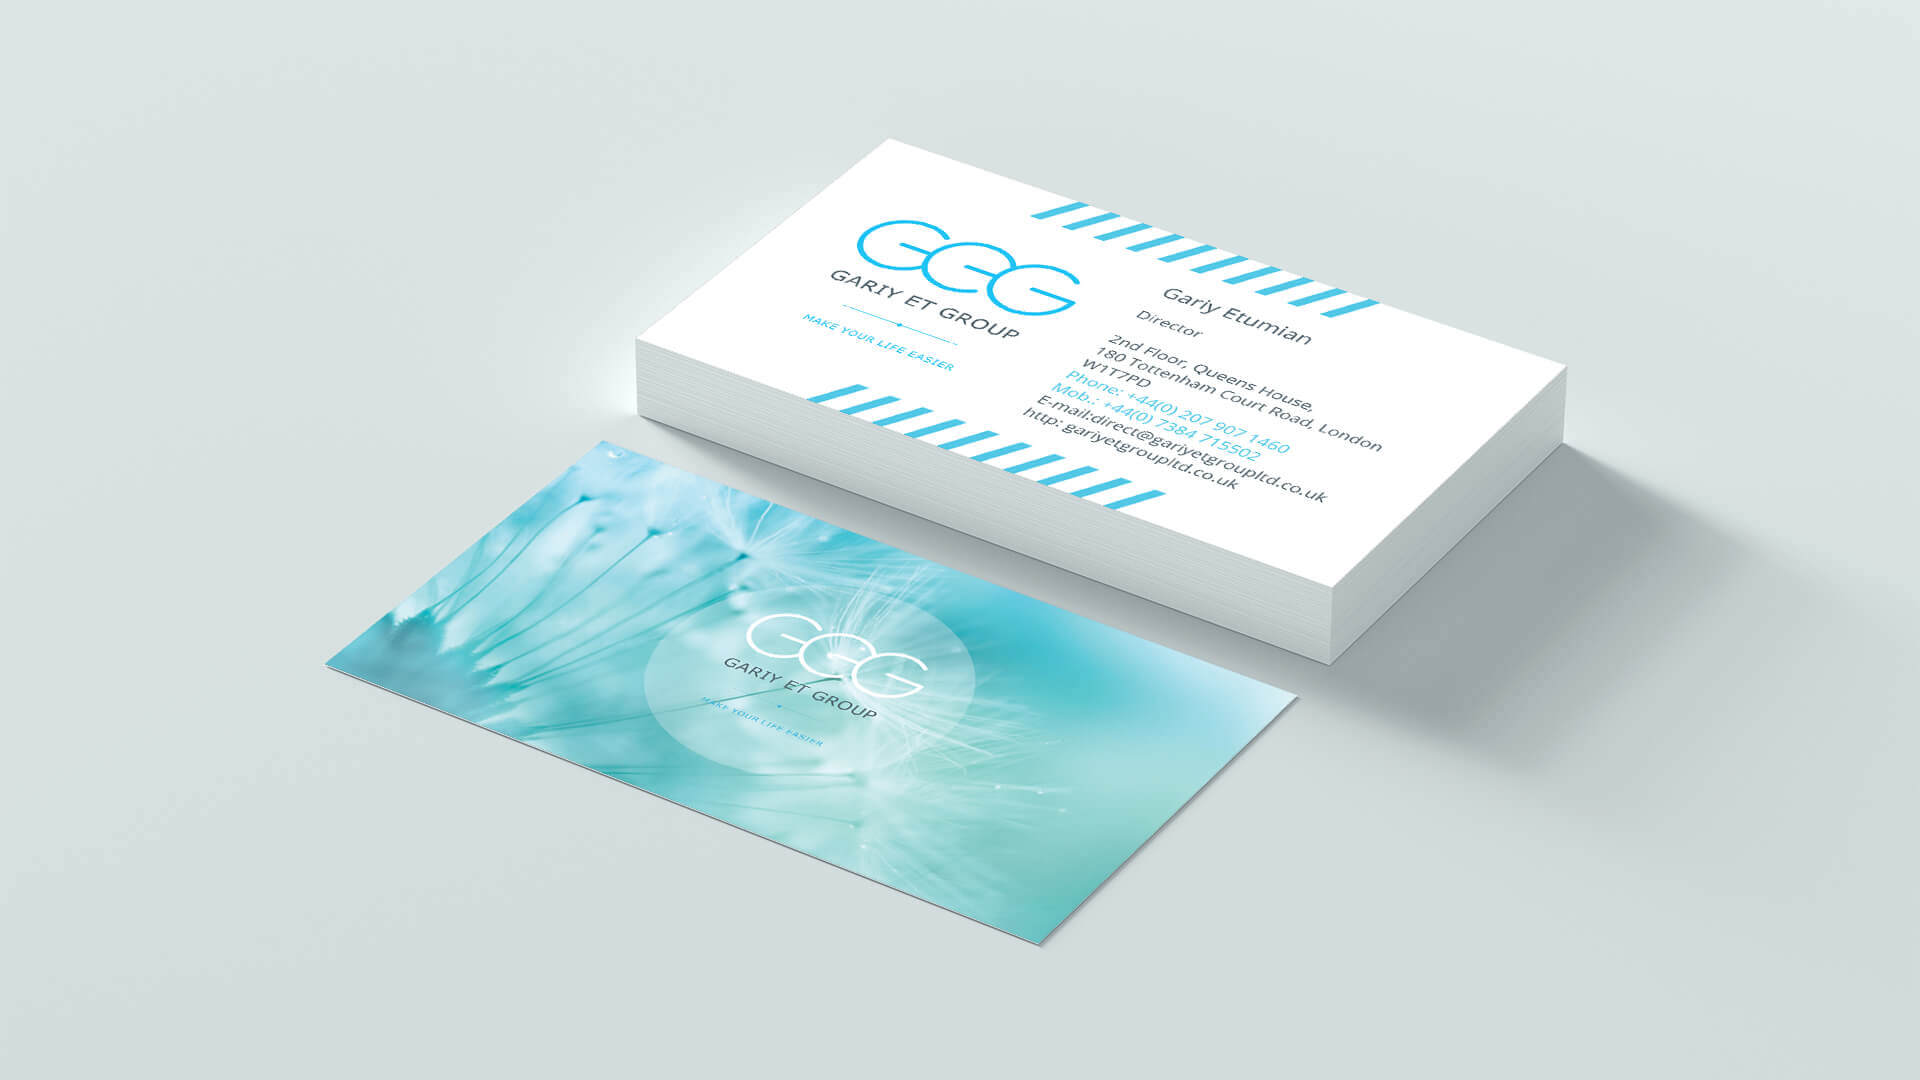 GEG
GARIY ET GROUP
MAKE YOUR LIFE EASIER
Gariy Etumian
Director
2nd Floor, Queens House,
180 Tottenham Court Road, London
W1T7PD
Phone: +44(0) 207 907 1460
Mob.: +44(0) 7384 715502
E-mail:direct@gariyetgroupltd.co.uk
http: gariyetgroupltd.co.uk
GEG
GARIY ET GROUP
MAKE YOUR LIFE EASIER